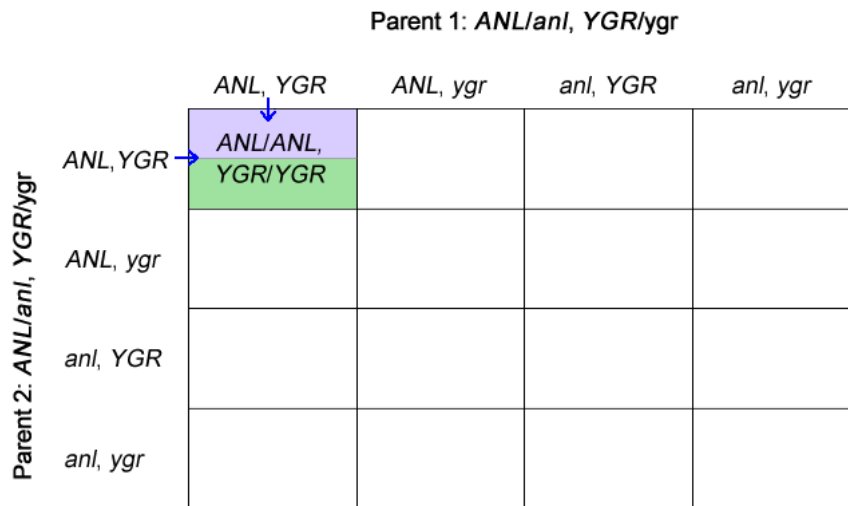 Parent 1: ANL/anl, YGR/ygr
ANL, YGR
ANL, ygr
anl, YGR
anl, ygr
Parent 2: ANL/anl, YGR/ygr
ANL,YGR
ANL/ANL,
YGR/YGR
ANL, ygr
anl, YGR
anl, ygr